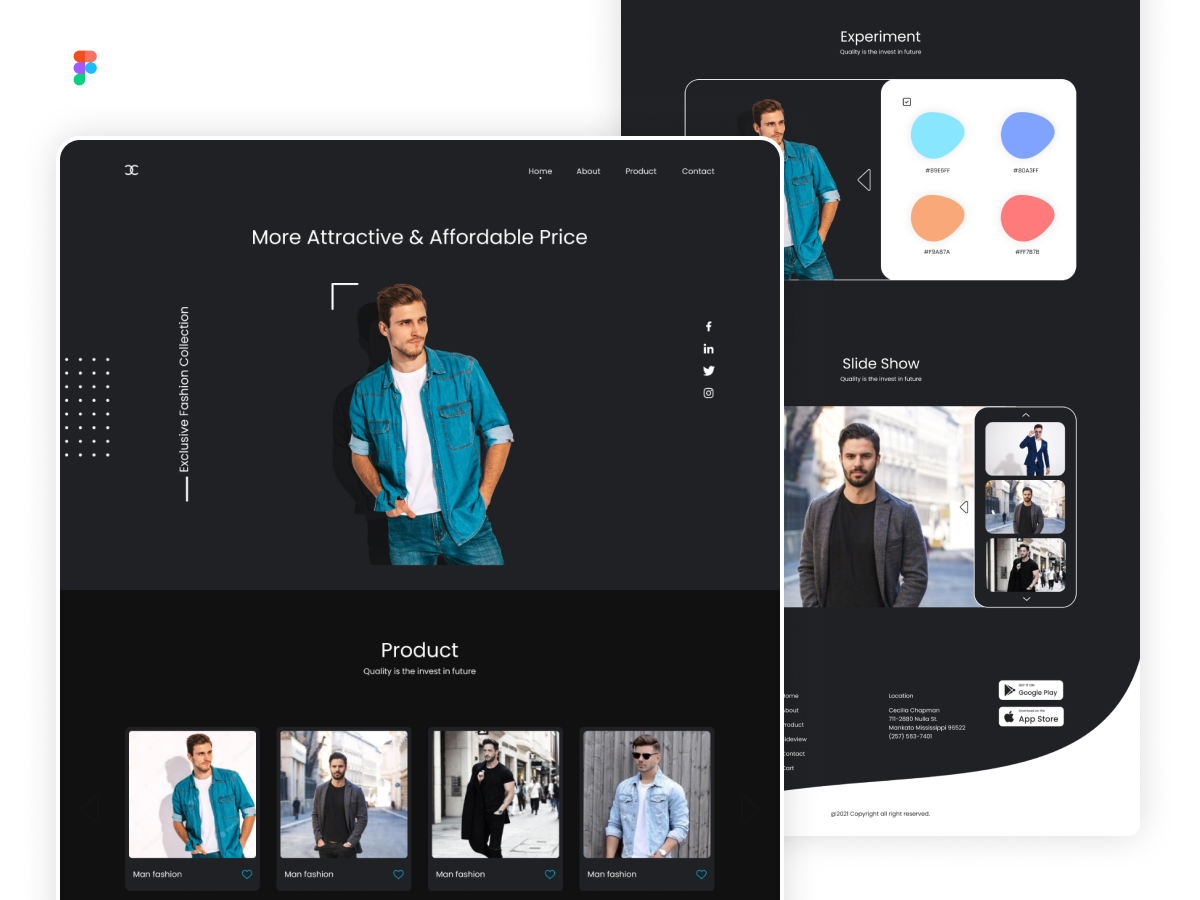 Home About Product Contact
More Attractive & Affordable Price
Exclusive Fashion Collection
Product
Quality is the invest in future
Man fashion
Man fashion
Man fashion
Man fashion
Experiment
Quality is the invest in future
#89E5FF
#80A3FF
#F9A87A
#FF7B7B
Slide Show
Quality is the invest in future
ome
bout
roduct
ideview
ontact
art
Location
Cecilia Chapman
711-2880 Nulla St.
Mankato Mississippi 96522
(257) 563-7401
GET IT ON
Google Play
Download on the
App Store
@2021 Copyright all right reserved.